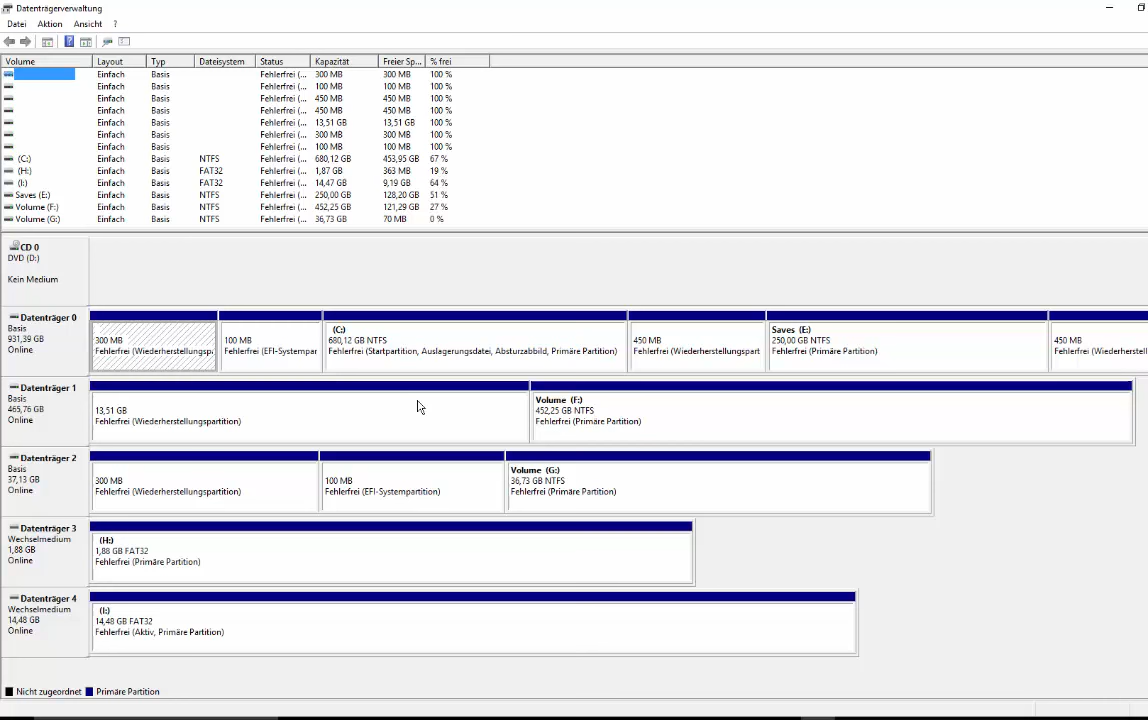 Datenträgerverwaltung
Datei Aktion Ansicht ?
Volume Layout Typ Dateisystem Status Kapazität Freier Sp... % frei
Einfach Basis Fehlerfrei (... 300 MB 300 MB 100 %
Einfach Basis Fehlerfrei (... 100 MB 100 MB 100 %
Einfach Basis Fehlerfrei (... 450 MB 450 MB 100 %
Einfach Basis Fehlerfrei (... 450 MB 450 MB 100 %
Einfach Basis Fehlerfrei (... 13,51 GB 13,51 GB 100 %
Einfach Basis Fehlerfrei (... 300 MB 300 MB 100 %
Einfach Basis Fehlerfrei (... 100 MB 100 MB 100 %
(C:) Einfach Basis NTFS Fehlerfrei (... 680,12 GB 453,95 GB 67 %
(H:) Einfach Basis FAT32 Fehlerfrei (... 1,87 GB 363 MB 19 %
(I:) Einfach Basis FAT32 Fehlerfrei (... 14,47 GB 9,19 GB 64 %
Saves (E:) Einfach Basis NTFS Fehlerfrei (... 250,00 GB 128,20 GB 51 %
Volume (F:) Einfach Basis NTFS Fehlerfrei (... 452,25 GB 121,29 GB 27 %
Volume (G:) Einfach Basis NTFS Fehlerfrei (... 36,73 GB 70 MB 0 %
CD 0
DVD (D:)
Kein Medium
Datenträger 0
Basis
931,39 GB
Online
300 MB
Fehlerfrei (Wiederherstellungspa
100 MB
Fehlerfrei (EFI-Systempar
(C:)
680,12 GB NTFS
Fehlerfrei (Startpartition, Auslagerungsdatei, Absturzabbild, Primäre Partition)
450 MB
Fehlerfrei (Wiederherstellungspart
Saves (E:)
250,00 GB NTFS
Fehlerfrei (Primäre Partition)
450 MB
Fehlerfrei (Wiederherstell
Datenträger 1
Basis
465,76 GB
Online
13,51 GB
Fehlerfrei (Wiederherstellungspartition)
Volume (F:)
452,25 GB NTFS
Fehlerfrei (Primäre Partition)
Datenträger 2
Basis
37,13 GB
Online
300 MB
Fehlerfrei (Wiederherstellungspartition)
100 MB
Fehlerfrei (EFI-Systempartition)
Volume (G:)
36,73 GB NTFS
Fehlerfrei (Primäre Partition)
Datenträger 3
Wechselmedium
1,88 GB
Online
(H:)
1,88 GB FAT32
Fehlerfrei (Primäre Partition)
Datenträger 4
Wechselmedium
14,48 GB
Online
(I:)
14,48 GB FAT32
Fehlerfrei (Aktiv, Primäre Partition)
Nicht zugeordnet Primäre Partition